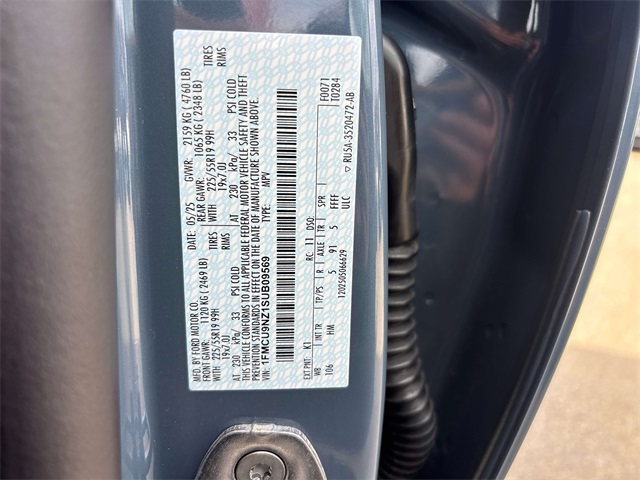 MFD. BY FORD MOTOR CO.
DATE: 05/25 GVWR: 2159 KG ( 4760 LB)
FRONT GAWR: 1120 KG ( 2469 LB) REAR GAWR: 1065 KG ( 2348 LB)
WITH 225/55R19 99H TIRES WITH 225/55R19 99H TIRES
19x7.0J RIMS 19x7.0J RIMS
AT 230 kPa/ 33 PSI COLD AT 230 kPa/ 33 PSI COLD
THIS VEHICLE CONFORMS TO ALL APPLICABLE FEDERAL MOTOR VEHICLE SAFETY AND THEFT
PREVENTION STANDARDS IN EFFECT ON THE DATE OF MANUFACTURE SHOWN ABOVE.
VIN: 1FMCU9NZ1SUB09569 TYPE: MPV
F0071
T0284
EXT PNT: K1 RC: 11 DSO:
WB INT TR TP/PS R AXLE TR SPR
106 HM 5 91 5 FFFF
ULC
1202505066629
▽ RU5A-3520472-AB